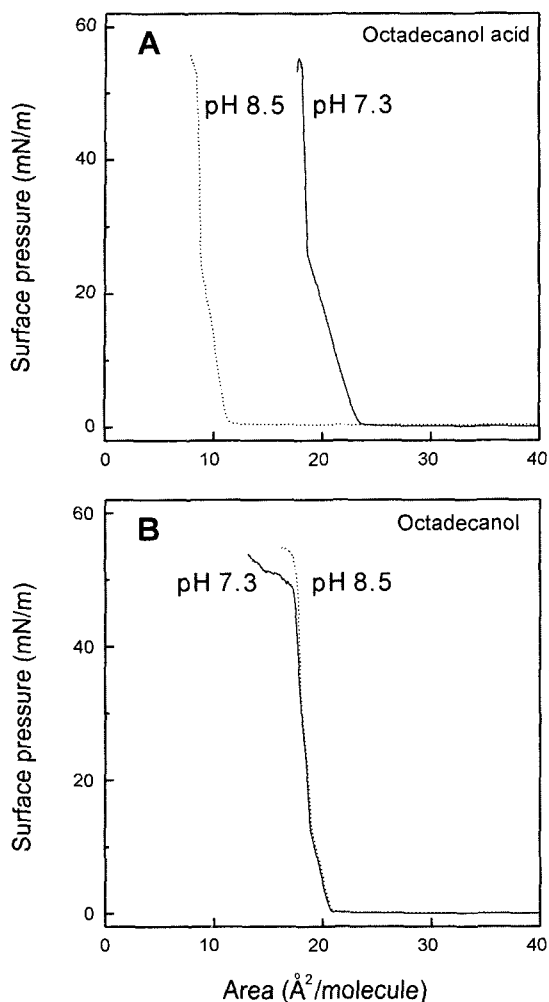 A
Octadecanol acid
pH 8.5
pH 7.3
Surface pressure (mN/m)
60
40
20
0
0 10 20 30 40
B
Octadecanol
pH 7.3
pH 8.5
Surface pressure (mN/m)
60
40
20
0
0 10 20 30 40
Area (Å²/molecule)